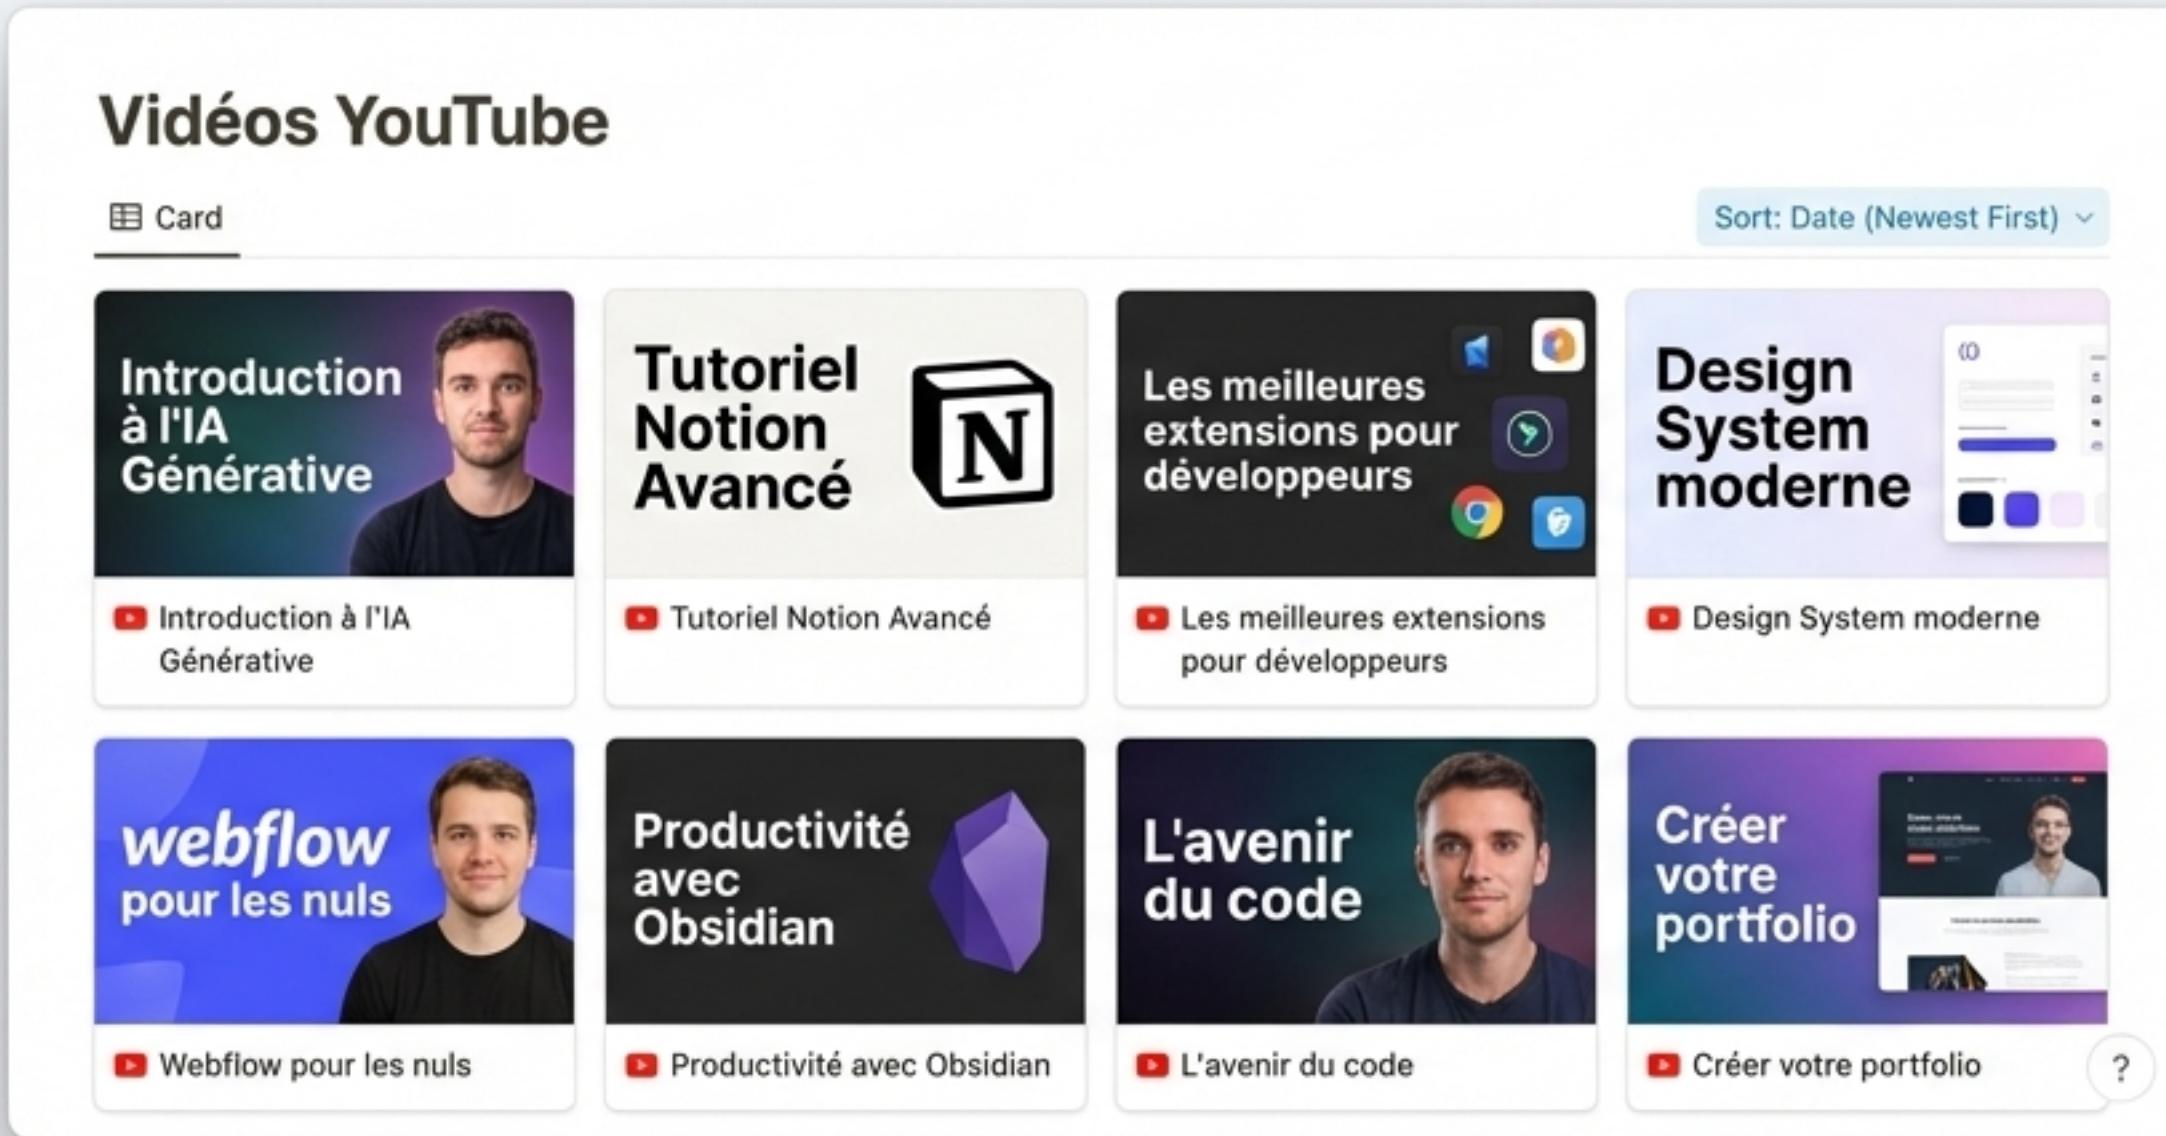 Vidéos YouTube
Card
Sort: Date (Newest First)
Introduction
à l'IA
Générative
Tutoriel
Notion
Avancé
N
Les meilleures
extensions pour
développeurs
Design
System
moderne
Introduction à l'IA
Générative
Tutoriel Notion Avancé
Les meilleures extensions
pour développeurs
Design System moderne
webflow
pour les nuls
Productivité
avec
Obsidian
L'avenir
du code
Créer
votre
portfolio
Webflow pour les nuls
Productivité avec Obsidian
L'avenir du code
Créer votre portfolio
?